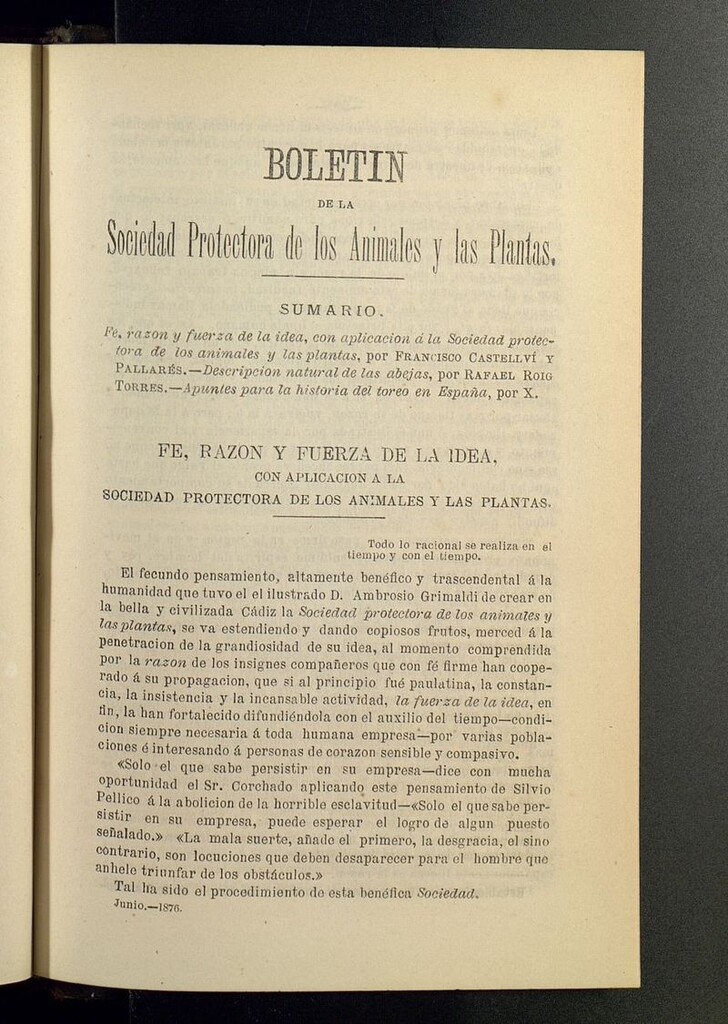 BOLETIN
DE LA
Sociedad Protectora de los Animales y las Plantas.
SUMARIO.
Fe, razon y fuerza de la idea, con aplicacion á la Sociedad protec-
tora de los animales y las plantas, por FRANCISCO CASTELLVÍ Y
PALLARÉS.—Descripcion natural de las abejas, por RAFAEL ROIG
TORRES.—Apuntes para la historia del toreo en España, por X.
FE, RAZON Y FUERZA DE LA IDEA,
CON APLICACION A LA
SOCIEDAD PROTECTORA DE LOS ANIMALES Y LAS PLANTAS.
Todo lo racional se realiza en el
tiempo y con el tiempo.
El fecundo pensamiento, altamente benéfico y trascendental á la
humanidad que tuvo el el ilustrado D. Ambrosio Grimaldi de crear en
la bella y civilizada Cádiz la Sociedad protectora de los animales y
las plantas, se va estendiendo y dando copiosos frutos, merced á la
penetracion de la grandiosidad de su idea, al momento comprendida
por la razon de los insignes compañeros que con fé firme han coope-
rado á su propagacion, que si al principio fué paulatina, la constan-
cia, la insistencia y la incansable actividad, la fuerza de la idea, en
fin, la han fortalecido difundiéndola con el auxilio del tiempo—condi-
cion siempre necesaria á toda humana empresa—por varias pobla-
ciones é interesando á personas de corazon sensible y compasivo.
«Solo el que sabe persistir en su empresa—dice con mucha
oportunidad el Sr. Corchado aplicando este pensamiento de Silvio
Pellico á la abolicion de la horrible esclavitud—«Solo el que sabe per-
sistir en su empresa, puede esperar el logro de algun puesto
señalado.» «La mala suerte, añade el primero, la desgracia, el sino
contrario, son locuciones que deben desaparecer para el hombre que
anhele triunfar de los obstáculos.»
Tal ha sido el procedimiento de esta benéfica Sociedad.
Junio.—1876.